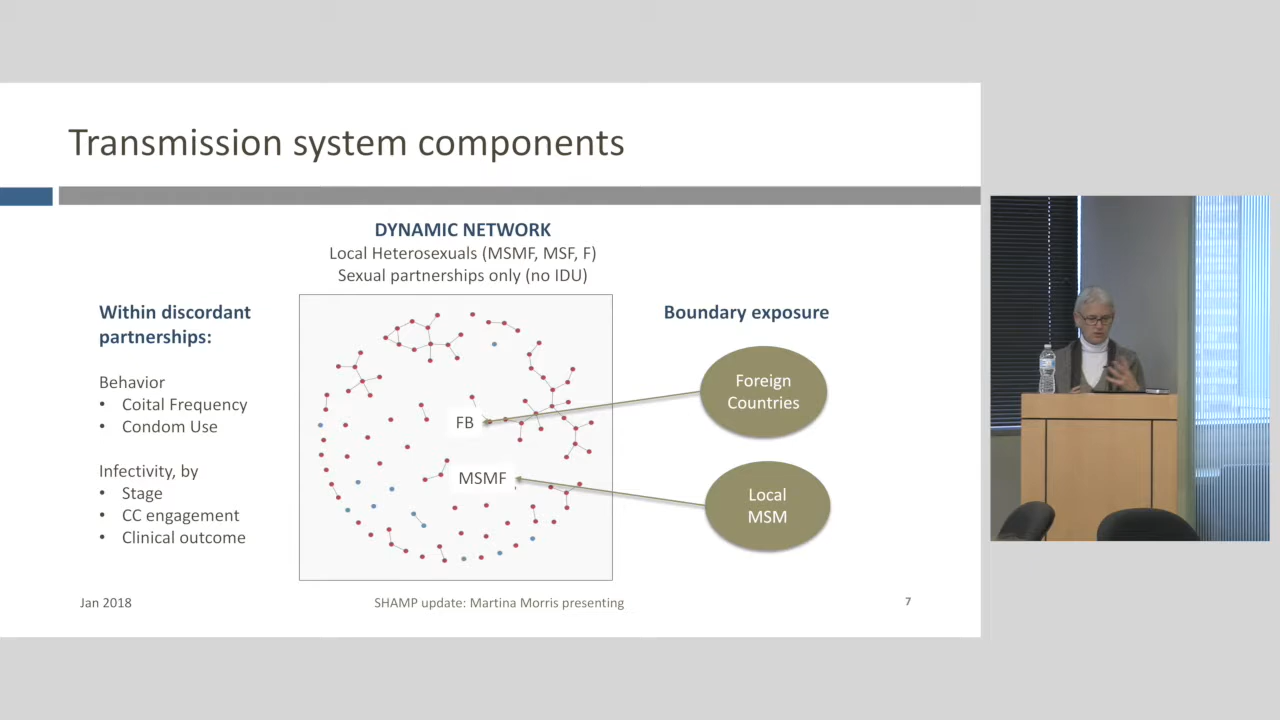 Transmission system components
DYNAMIC NETWORK
Local Heterosexuals (MSMF, MSF, F)
Sexual partnerships only (no IDU)
Within discordant
partnerships:
Behavior
• Coital Frequency
• Condom Use
Infectivity, by
• Stage
• CC engagement
• Clinical outcome
FB
MSMF
Boundary exposure
Foreign
Countries
Local
MSM
Jan 2018
SHAMP update: Martina Morris presenting
7